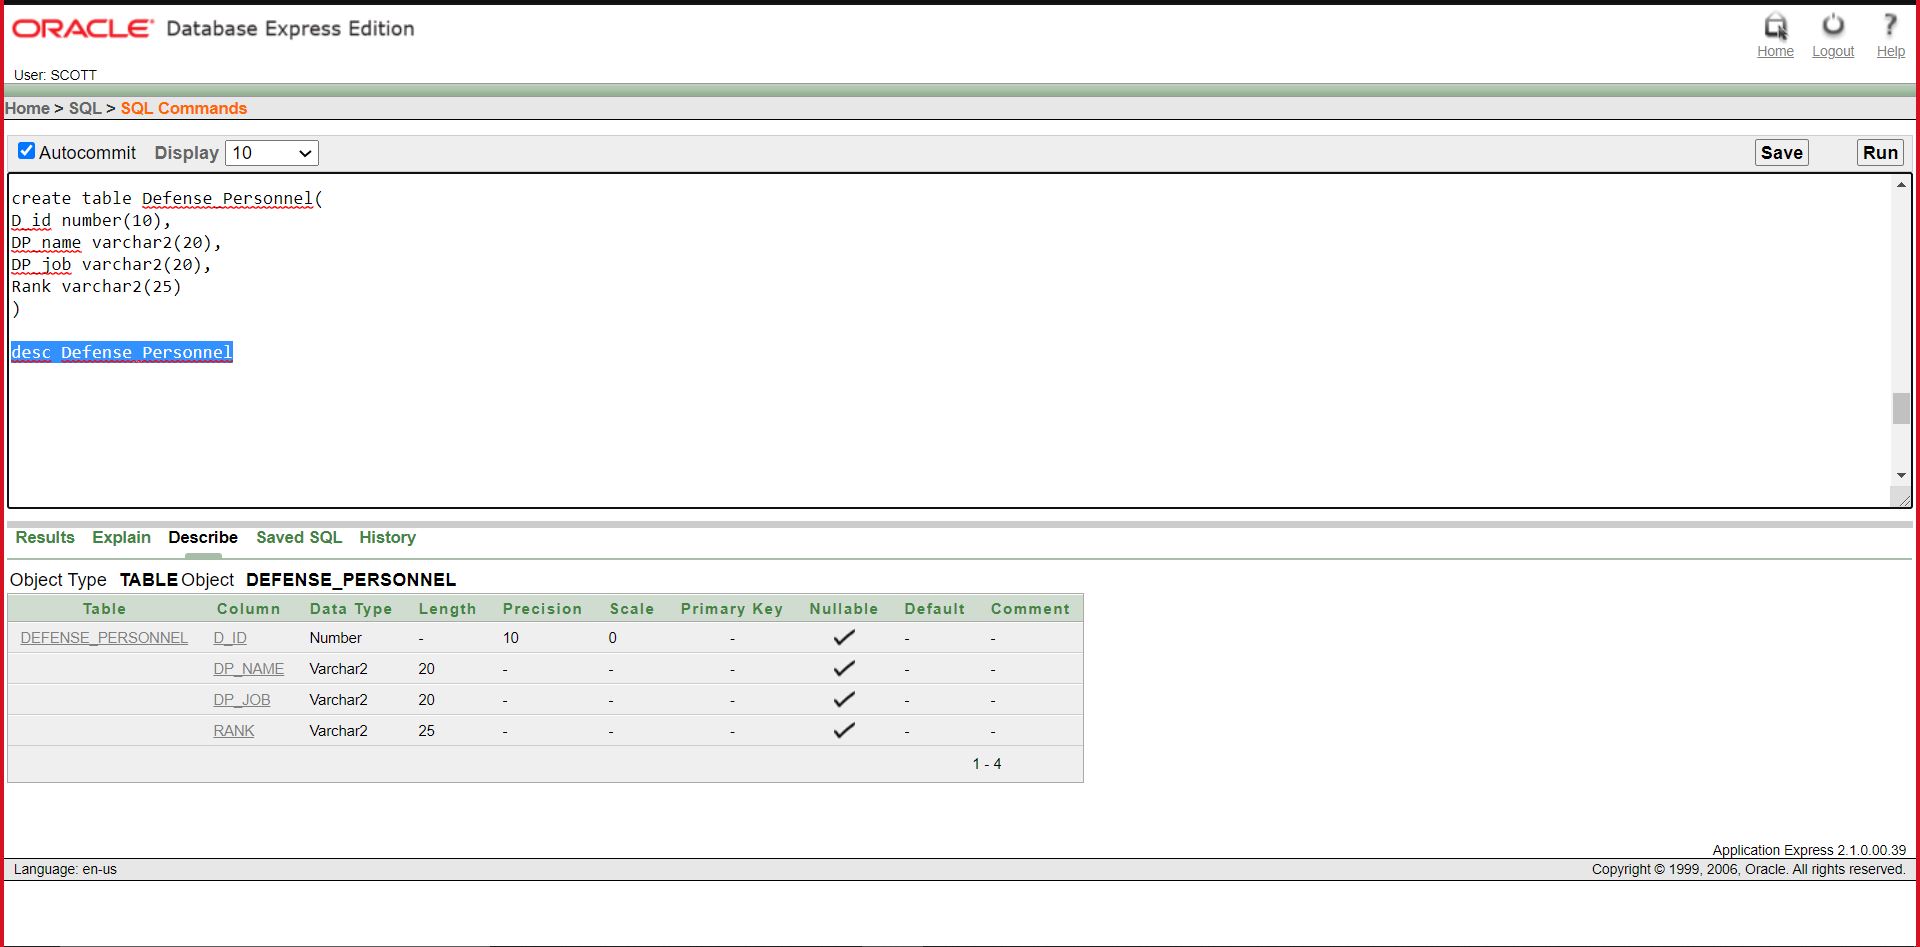 ORACLE® Database Express Edition
Home Logout Help
User: SCOTT
Home > SQL > SQL Commands
Autocommit Display 10 Save Run
create table Defense_Personnel(
D_id number(10),
DP_name varchar2(20),
DP_job varchar2(20),
Rank varchar2(25)
)
desc Defense_Personnel
Results Explain Describe Saved SQL History
Object Type TABLE Object DEFENSE_PERSONNEL
Table Column Data Type Length Precision Scale Primary Key Nullable Default Comment
DEFENSE_PERSONNEL D_ID Number - 10 0 - - -
DP_NAME Varchar2 20 - - - - -
DP_JOB Varchar2 20 - - - - -
RANK Varchar2 25 - - - - -
1 - 4
Application Express 2.1.0.00.39
Language: en-us Copyright © 1999, 2006, Oracle. All rights reserved.